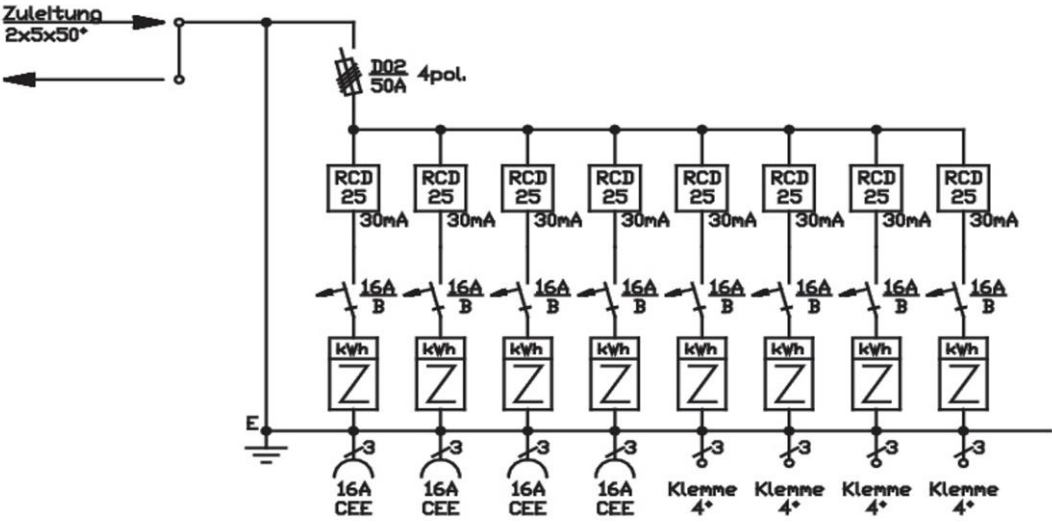 Zuleitung
2x5x50°
D02 4pol.
50A
RCD RCD RCD RCD RCD RCD RCD RCD
25 25 25 25 25 25 25 25
30mA 30mA 30mA 30mA 30mA 30mA 30mA 30mA
16A 16A 16A 16A 16A 16A 16A 16A
B B B B B B B B
kWh kWh kWh kWh kWh kWh kWh kWh
Z Z Z Z Z Z Z Z
E
3 3 3 3 3 3 3 3
16A 16A 16A 16A Klemme Klemme Klemme Klemme
CEE CEE CEE CEE 4° 4° 4° 4°